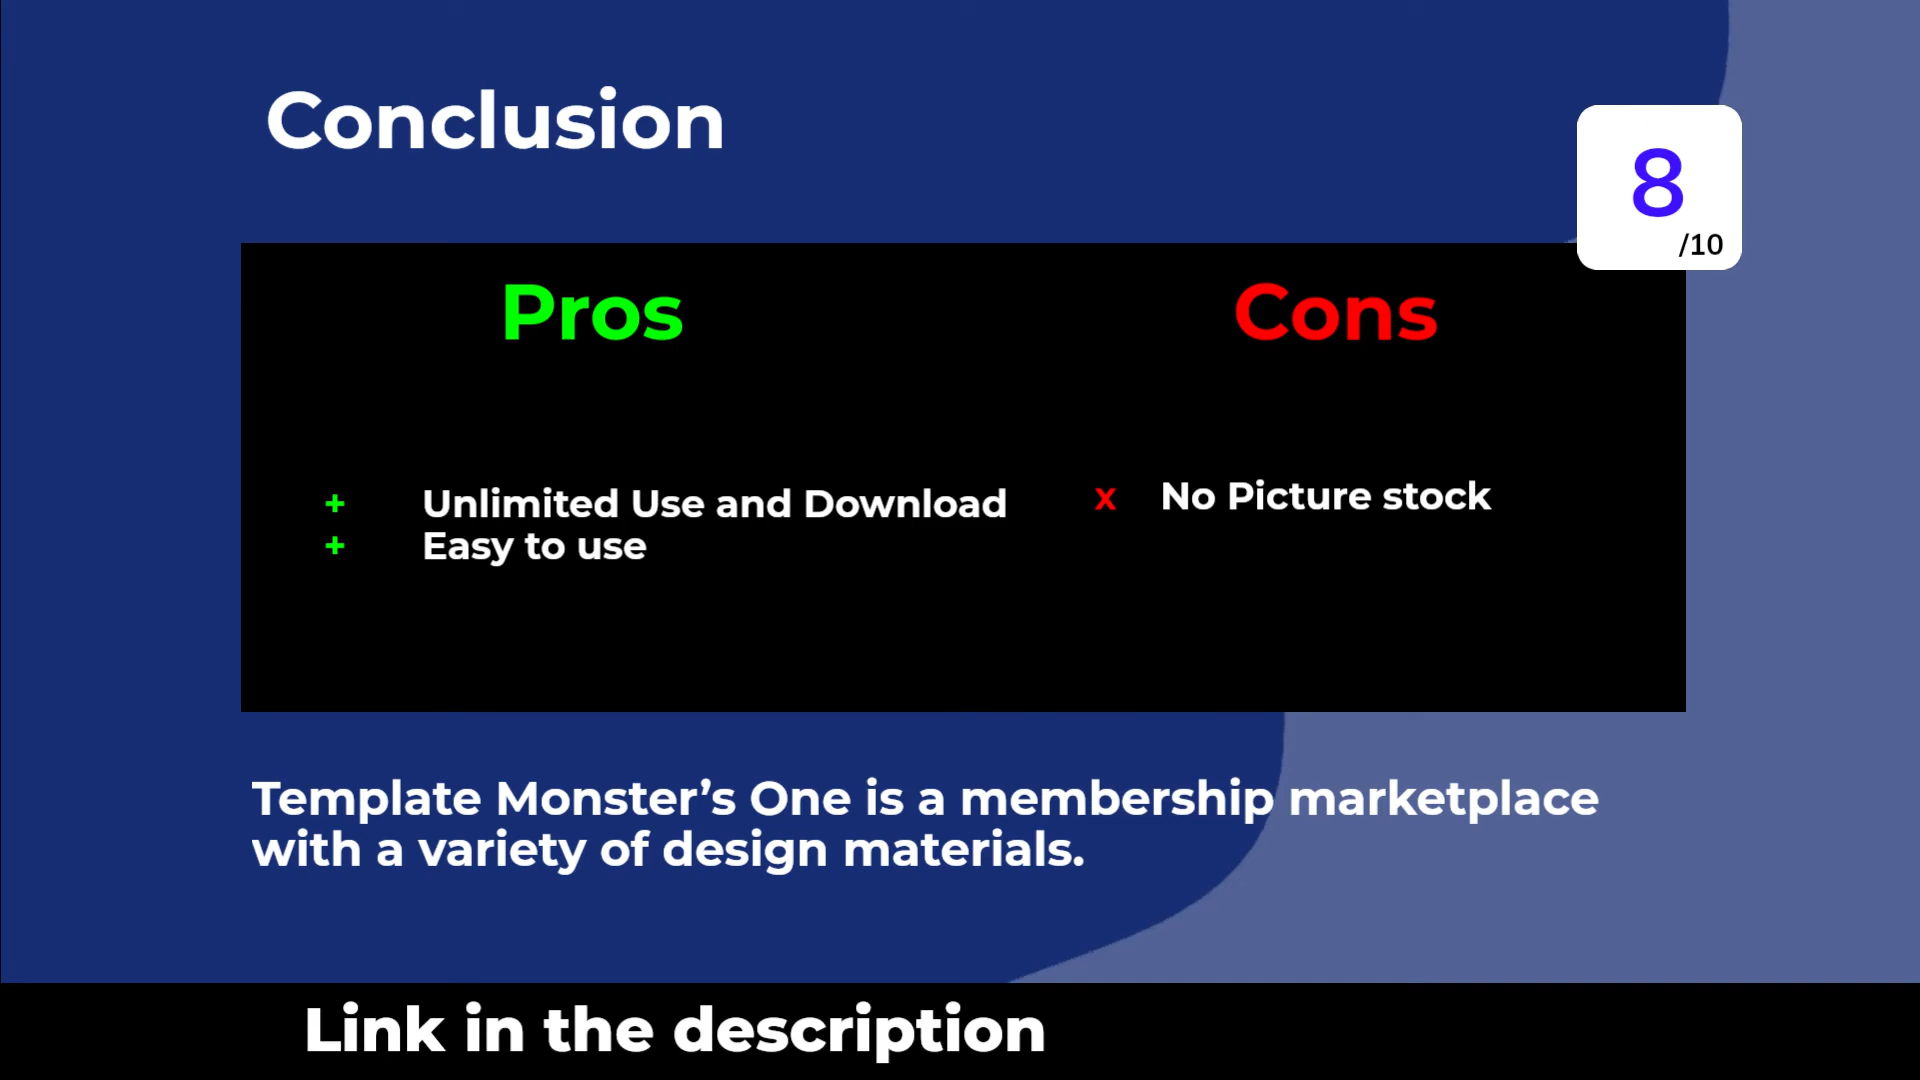 Conclusion
8
/10
Pros
Cons
+ Unlimited Use and Download
+ Easy to use
x No Picture stock
Template Monster’s One is a membership marketplace
with a variety of design materials.
Link in the description